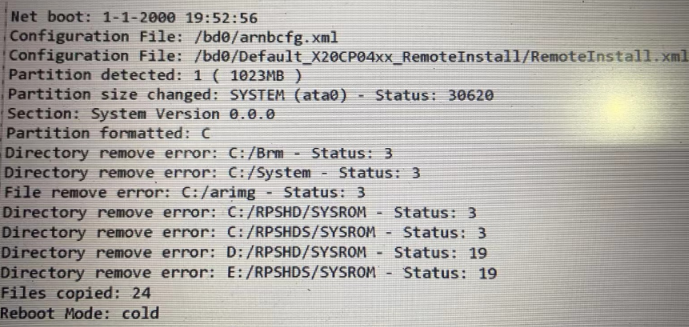 Net boot: 1-1-2000 19:52:56
Configuration File: /bd0/arnbcfg.xml
Configuration File: /bd0/Default_X20CP04xx_RemoteInstall/RemoteInstall.xml
Partition detected: 1 ( 1023MB )
Partition size changed: SYSTEM (ata0) - Status: 30620
Section: System Version 0.0.0
Partition formatted: C
Directory remove error: C:/Brm - Status: 3
Directory remove error: C:/System - Status: 3
File remove error: C:/arimg - Status: 3
Directory remove error: C:/RPSHD/SYSROM - Status: 3
Directory remove error: C:/RPSHDS/SYSROM - Status: 3
Directory remove error: D:/RPSHD/SYSROM - Status: 19
Directory remove error: E:/RPSHDS/SYSROM - Status: 19
Files copied: 24
Reboot Mode: cold